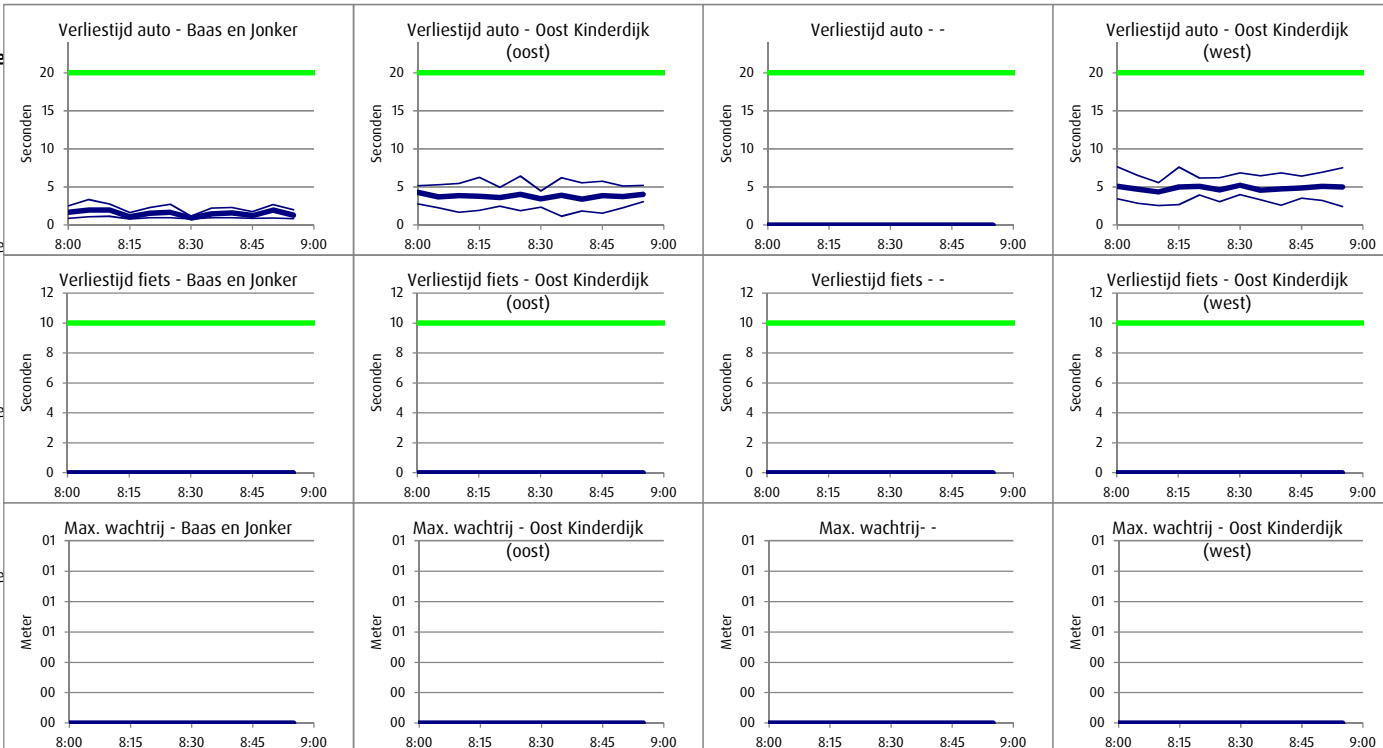 Verliestijd auto - Baas en Jonker
20
15
10
5
0
Seconden
8:00 8:15 8:30 8:45 9:00
Verliestijd auto - Oost Kinderdijk
(oost)
20
15
10
5
0
Seconden
8:00 8:15 8:30 8:45 9:00
Verliestijd auto - -
20
15
10
5
0
Seconden
8:00 8:15 8:30 8:45 9:00
Verliestijd auto - Oost Kinderdijk
(west)
20
15
10
5
0
Seconden
8:00 8:15 8:30 8:45 9:00
Verliestijd fiets - Baas en Jonker
12
10
8
6
4
2
0
Seconden
8:00 8:15 8:30 8:45 9:00
Verliestijd fiets - Oost Kinderdijk
(oost)
12
10
8
6
4
2
0
Seconden
8:00 8:15 8:30 8:45 9:00
Verliestijd fiets - -
12
10
8
6
4
2
0
Seconden
8:00 8:15 8:30 8:45 9:00
Verliestijd fiets - Oost Kinderdijk
(west)
12
10
8
6
4
2
0
Seconden
8:00 8:15 8:30 8:45 9:00
Max. wachtrij - Baas en Jonker
01
01
01
01
00
00
00
Meter
8:00 8:15 8:30 8:45 9:00
Max. wachtrij - Oost Kinderdijk
(oost)
01
01
01
01
00
00
00
Meter
8:00 8:15 8:30 8:45 9:00
Max. wachtrij- -
01
01
01
01
00
00
00
Meter
8:00 8:15 8:30 8:45 9:00
Max. wachtrij - Oost Kinderdijk
(west)
01
01
01
01
00
00
00
Meter
8:00 8:15 8:30 8:45 9:00